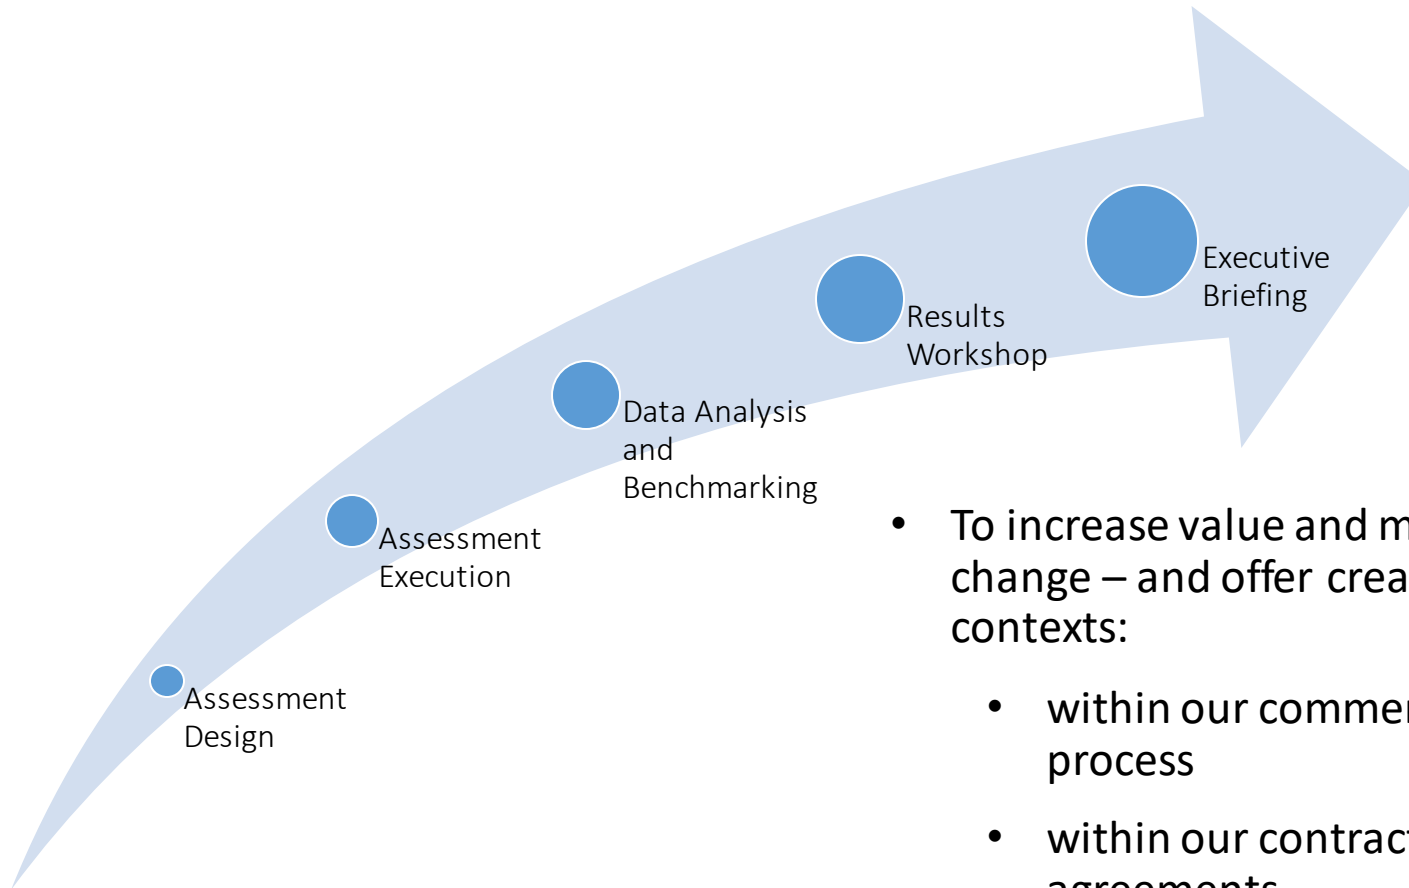 Executive
Briefing
Results
Workshop
Data Analysis
and
Benchmarking
Assessment
Execution
Assessment
Design
• To increase value and
change – and offer
contexts:
• within our
process
• within our
agreements